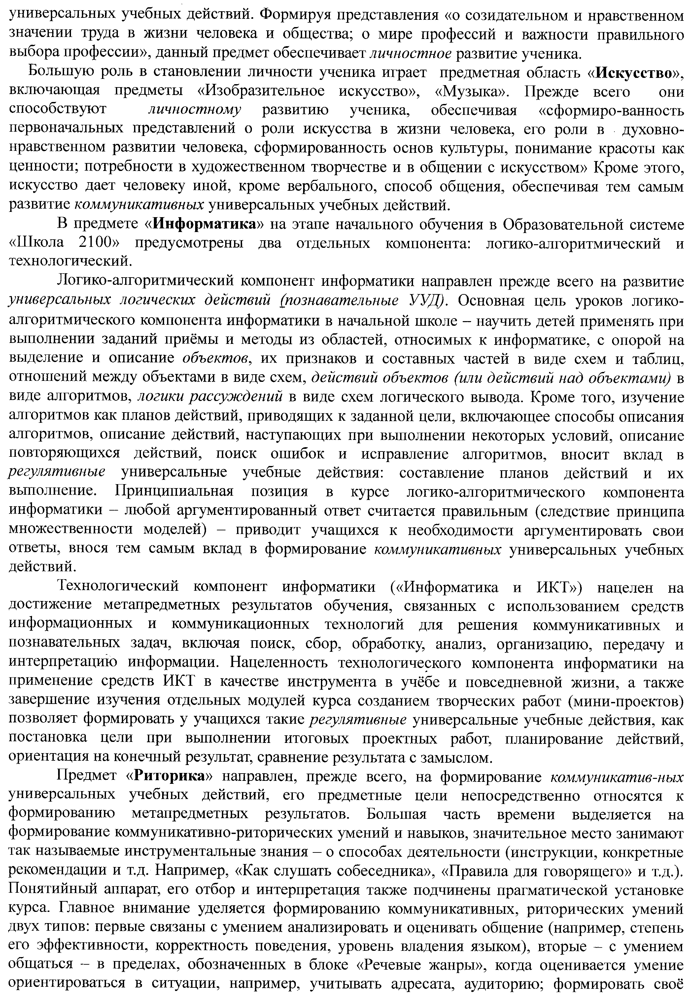 универсальных учебных действий. Формируя представления «о созидательном и нравственном
значении труда в жизни человека и общества; о мире профессий и важности правильного
выбора профессии», данный предмет обеспечивает личностное развитие ученика.
Большую роль в становлении личности ученика играет предметная область «Искусство»,
включающая предметы «Изобразительное искусство», «Музыка». Прежде всего они
способствуют личностному развитию ученика, обеспечивая «сформиро-ванность
первоначальных представлений о роли искусства в жизни человека, его роли в духовно-
нравственном развитии человека, сформированность основ культуры, понимание красоты как
ценности; потребности в художественном творчестве и в общении с искусством» Кроме этого,
искусство дает человеку иной, кроме вербального, способ общения, обеспечивая тем самым
развитие коммуникативных универсальных учебных действий.
В предмете «Информатика» на этапе начального обучения в Образовательной системе
«Школа 2100» предусмотрены два отдельных компонента: логико-алгоритмический и
технологический.
Логико-алгоритмический компонент информатики направлен прежде всего на развитие
универсальных логических действий (познавательные УУД). Основная цель уроков логико-
алгоритмического компонента информатики в начальной школе – научить детей применять при
выполнении заданий приёмы и методы из областей, относимых к информатике, с опорой на
выделение и описание объектов, их признаков и составных частей в виде схем и таблиц,
отношений между объектами в виде схем, действий объектов (или действий над объектами) в
виде алгоритмов, логики рассуждений в виде схем логического вывода. Кроме того, изучение
алгоритмов как планов действий, приводящих к заданной цели, включающее способы описания
алгоритмов, описание действий, наступающих при выполнении некоторых условий, описание
повторяющихся действий, поиск ошибок и исправление алгоритмов, вносит вклад в
регулятивные универсальные учебные действия: составление планов действий и их
выполнение. Принципиальная позиция в курсе логико-алгоритмического компонента
информатики – любой аргументированный ответ считается правильным (следствие принципа
множественности моделей) – приводит учащихся к необходимости аргументировать свои
ответы, внося тем самым вклад в формирование коммуникативных универсальных учебных
действий.
Технологический компонент информатики («Информатика и ИКТ») нацелен на
достижение метапредметных результатов обучения, связанных с использованием средств
информационных и коммуникационных технологий для решения коммуникативных и
познавательных задач, включая поиск, сбор, обработку, анализ, организацию, передачу и
интерпретацию информации. Нацеленность технологического компонента информатики на
применение средств ИКТ в качестве инструмента в учёбе и повседневной жизни, а также
завершение изучения отдельных модулей курса созданием творческих работ (мини-проектов)
позволяет формировать у учащихся такие регулятивные универсальные учебные действия, как
постановка цели при выполнении итоговых проектных работ, планирование действий,
ориентация на конечный результат, сравнение результата с замыслом.
Предмет «Риторика» направлен, прежде всего, на формирование коммуникатив-ных
универсальных учебных действий, его предметные цели непосредственно относятся к
формированию метапредметных результатов. Большая часть времени выделяется на
формирование коммуникативно-риторических умений и навыков, значительное место занимают
так называемые инструментальные знания – о способах деятельности (инструкции, конкретные
рекомендации и т.д. Например, «Как слушать собеседника», «Правила для говорящего» и т.д.).
Понятийный аппарат, его отбор и интерпретация также подчинены прагматической установке
курса. Главное внимание уделяется формированию коммуникативных, риторических умений
двух типов: первые связаны с умением анализировать и оценивать общение (например, степень
его эффективности, корректность поведения, уровень владения языком), вторые – с умением
общаться – в пределах, обозначенных в блоке «Речевые жанры», когда оценивается умение
ориентироваться в ситуации, например, учитывать адресата, аудиторию; формировать своё